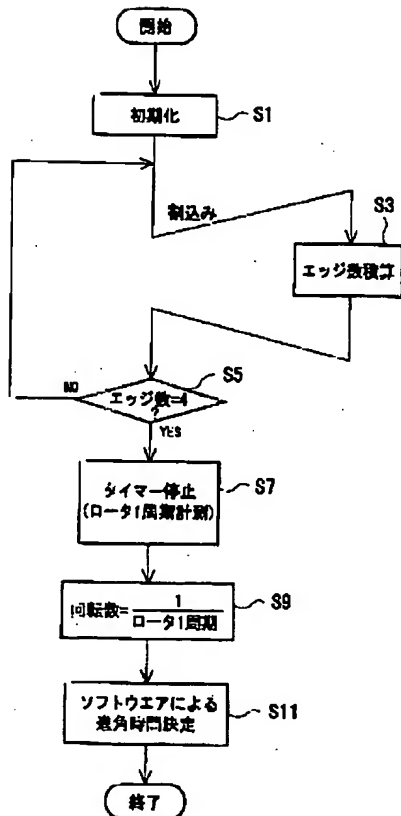 開始
初期化
S1
割込み
S3
エッジ数積算
S5
エッジ数=4
?
NO
YES
タイマー停止
(ロータ1周期計測)
S7
回転数=1/ロータ1周期
S9
ソフトウエアによる
進角時間決定
S11
終了